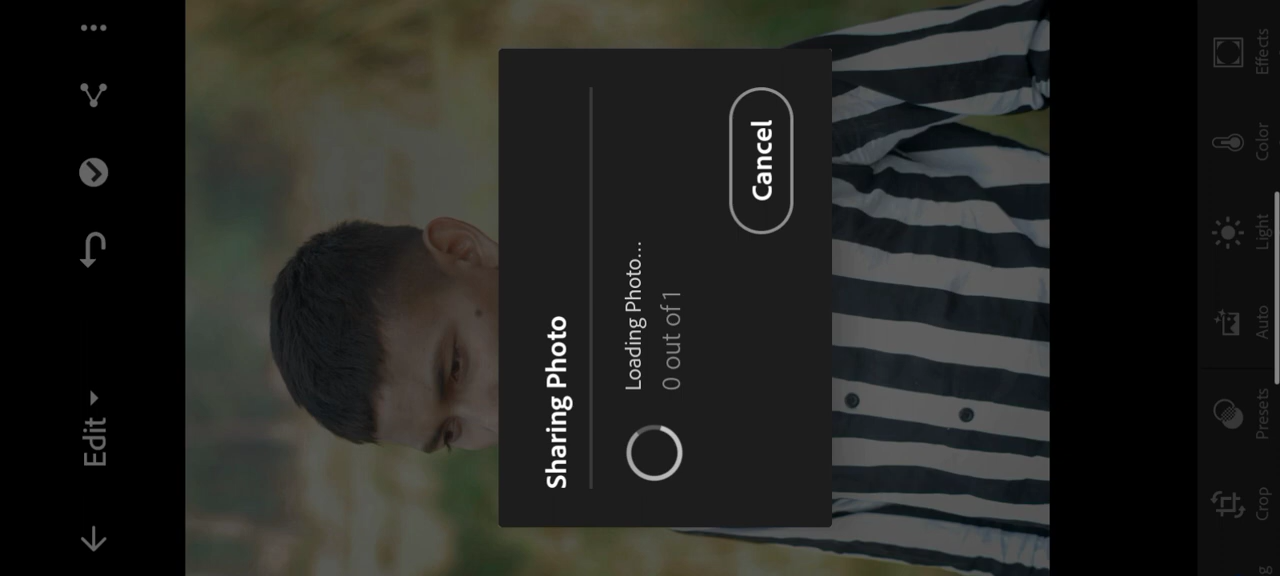 Edit
Sharing Photo
Loading Photo...
0 out of 1
Cancel
Crop
Presets
Auto
Light
Color
Effects